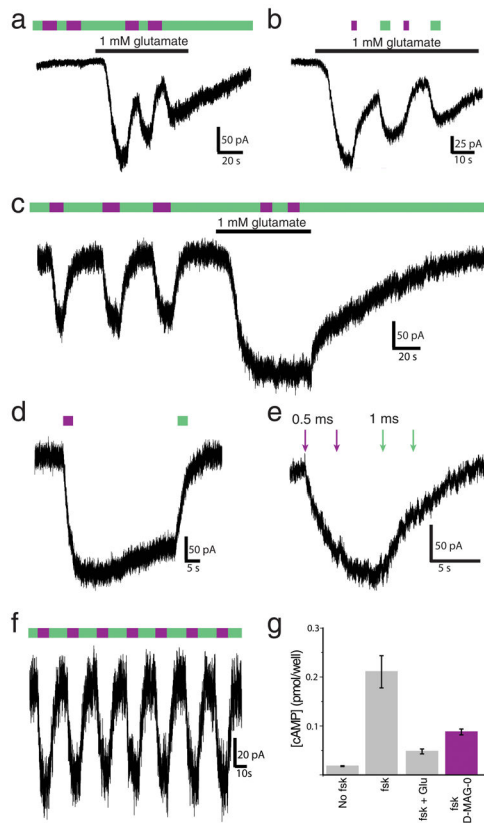 a
b
1 mM glutamate
1 mM glutamate
50 pA
20 s
25 pA
10 s
c
1 mM glutamate
50 pA
20 s
d
e
0.5 ms
1 ms
50 pA
5 s
50 pA
5 s
f
g
20 pA
10s
[cAMP] (pmol/well)
0.3
0.2
0.1
No fsk
fsk
fsk + Glu
fsk
D-MAG-0